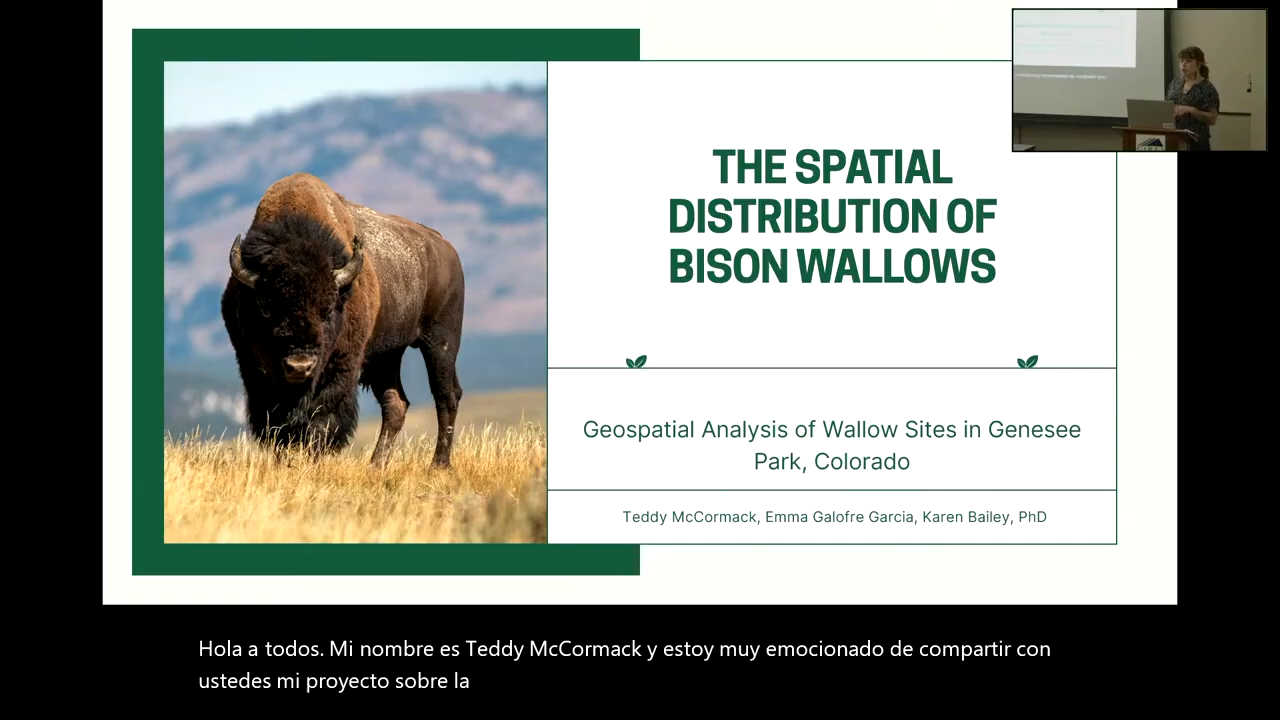 THE SPATIAL
DISTRIBUTION OF
BISON WALLOWS
Geospatial Analysis of Wallow Sites in Genesee
Park, Colorado
Teddy McCormack, Emma Galofre Garcia, Karen Bailey, PhD
Hola a todos. Mi nombre es Teddy McCormack y estoy muy emocionado de compartir con
ustedes mi proyecto sobre la